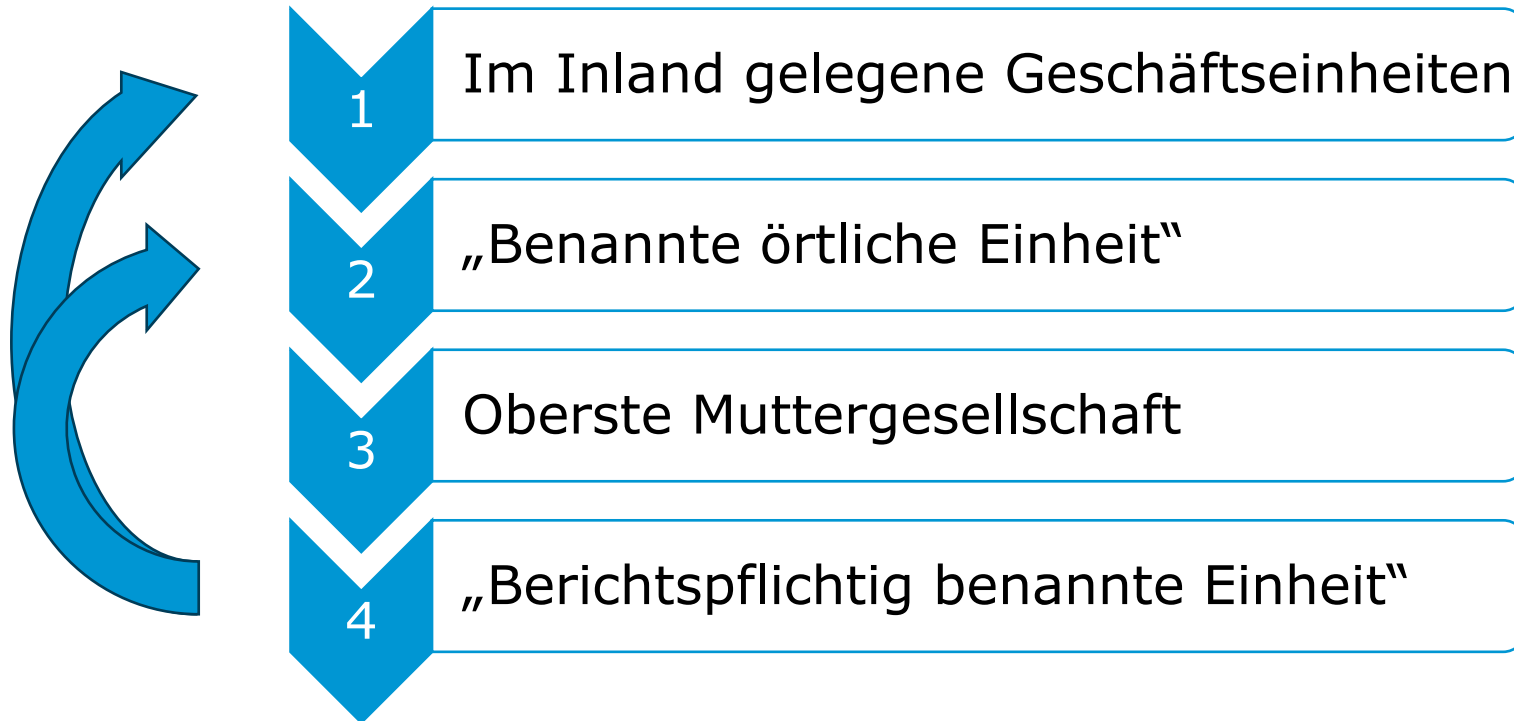 1
Im Inland gelegene Geschäftseinheiten
2
„Benannte örtliche Einheit“
3
Oberste Muttergesellschaft
4
„Berichtspflichtig benannte Einheit“